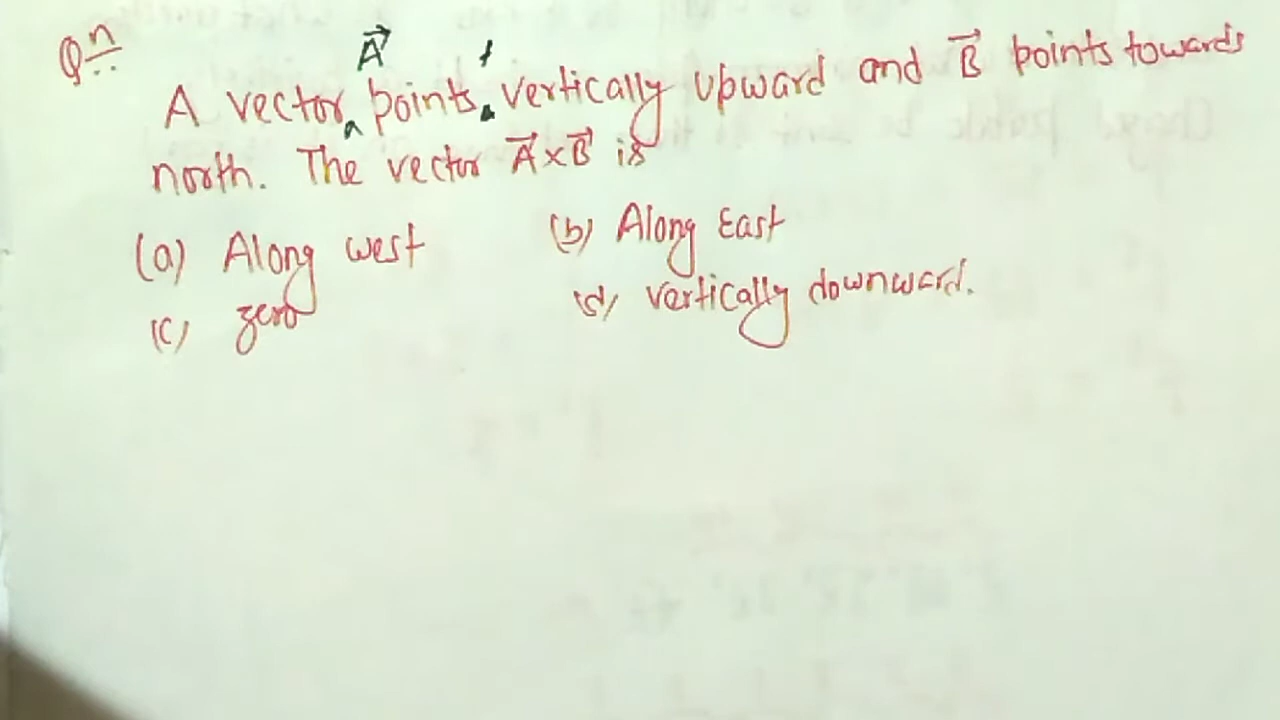 Qn
A vector A⃗ points vertically upward and B⃗ points towards
north. The vector A⃗×B⃗ is
(a) Along west (b) Along East
(c) zero (d) vertically downward.